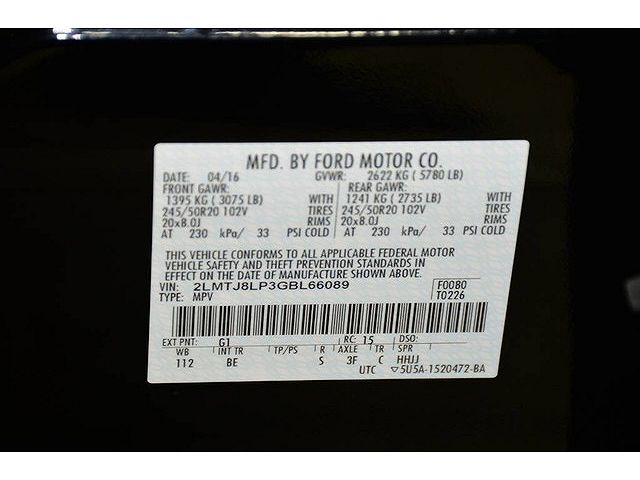 MFD. BY FORD MOTOR CO.
DATE: 04/16 GVWR: 2622 KG ( 5780 LB)
FRONT GAWR: REAR GAWR:
1395 KG ( 3075 LB) WITH 1241 KG ( 2735 LB) WITH
245/50R20 102V TIRES 245/50R20 102V TIRES
20x8.0J RIMS 20x8.0J RIMS
AT 230 kPa/ 33 PSI COLD AT 230 kPa/ 33 PSI COLD
THIS VEHICLE CONFORMS TO ALL APPLICABLE FEDERAL MOTOR
VEHICLE SAFETY AND THEFT PREVENTION STANDARDS IN
EFFECT ON THE DATE OF MANUFACTURE SHOWN ABOVE.
VIN: 2LMTJ8LP3GBL66089 F0080
TYPE: MPV T0226
EXT PNT: G1 RC: 15 DSO:
WB INT TR TP/PS R AXLE TR SPR
112 BE S 3F C HHJJ
UTC ▽5U5A-1520472-BA